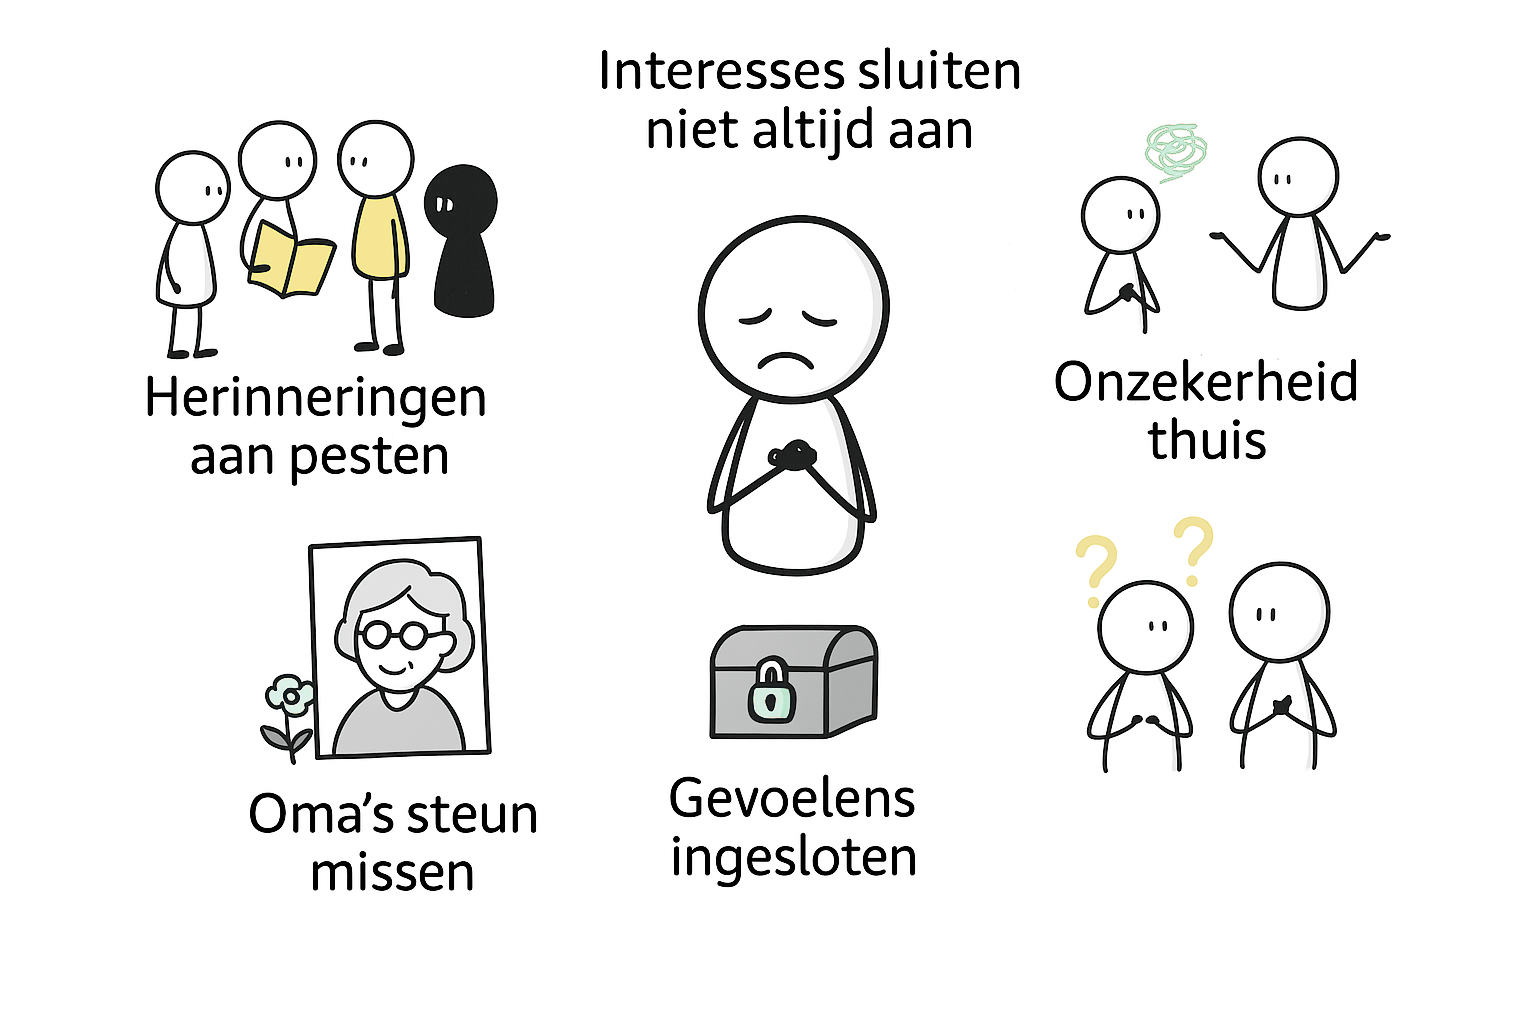 Interesses sluiten
niet altijd aan
Herinneringen
aan pesten
Onzekerheid
thuis
Oma's steun
missen
Gevoelens
ingesloten
? ?